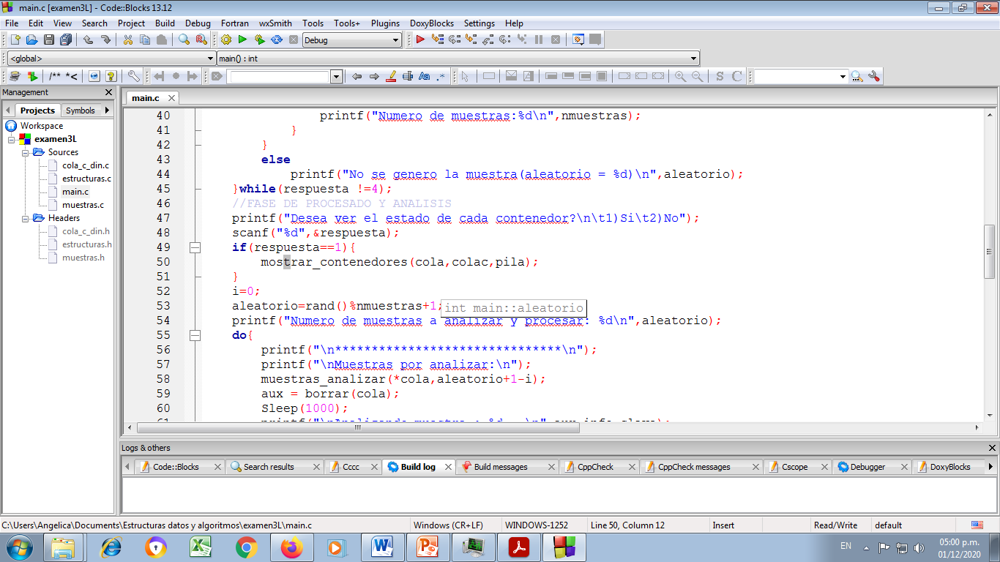 main.c [examen3L] - Code::Blocks 13.12
File Edit View Search Project Build Debug Fortran wxSmith Tools Tools+ Plugins DoxyBlocks Settings Help
Debug
<global> main() : int
/** *<
Aa .*
S C
Management
main.c
Projects Symbols
Workspace
examen3L
Sources
cola_c_din.c
estructuras.c
main.c
muestras.c
Headers
cola_c_din.h
estructuras.h
muestras.h
40 printf("Numero de muestras:%d\n",nmuestras);
41 }
42 }
43 else
44 printf("No se genero la muestra(aleatorio = %d)\n",aleatorio);
45 }while(respuesta !=4);
46 //FASE DE PROCESADO Y ANALISIS
47 printf("Desea ver el estado de cada contenedor?\n\t1)Si\t2)No");
48 scanf("%d",&respuesta);
49 if(respuesta==1){
50 mostrar_contenedores(cola,colac,pila);
51 }
52 i=0;
53 aleatorio=rand()%nmuestras+1;
int main::aleatorio
54 printf("Numero de muestras a analizar y procesar: %d\n",aleatorio);
55 do{
56 printf("\n*******************************\n");
57 printf("\nMuestras por analizar:\n");
58 muestras_analizar(*cola,aleatorio+1-i);
59 aux = borrar(cola);
60 Sleep(1000);
Logs & others
Code::Blocks Search results Cccc Build log Build messages CppCheck CppCheck messages Cscope Debugger DoxyBlocks
C:\Users\Angelica\Documents\Estructuras datos y algoritmos\examen3L\main.c Windows (CR+LF) WINDOWS-1252 Line 50, Column 12 Insert Read/Write default
EN
05:00 p.m.
01/12/2020